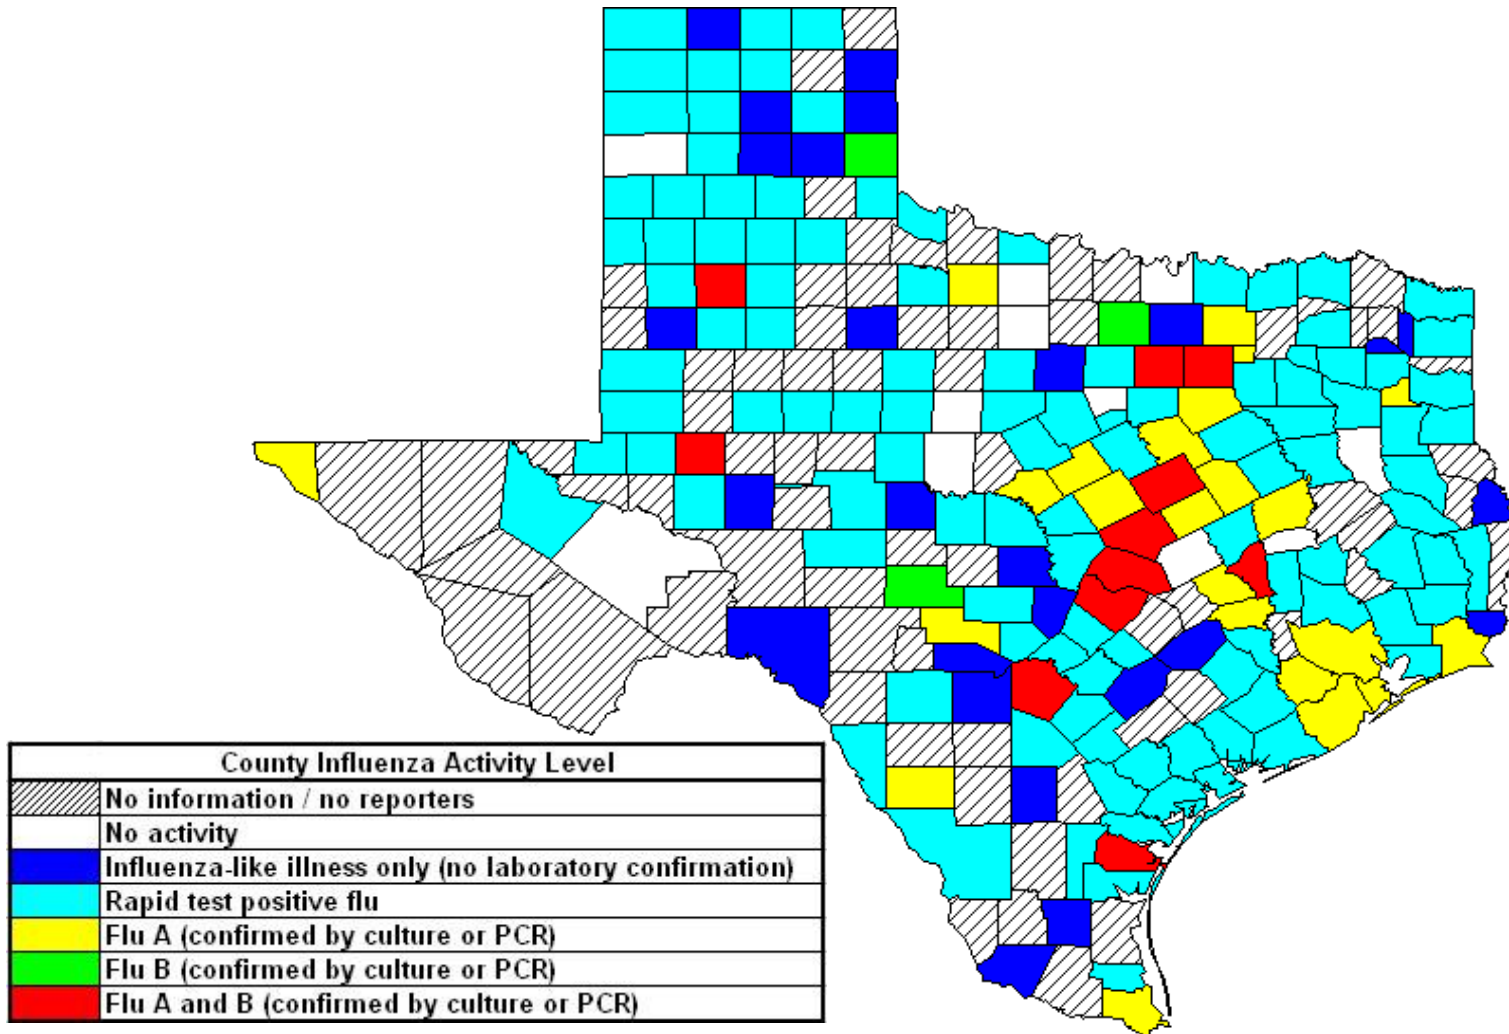 County Influenza Activity Level
No information / no reporters
No activity
Influenza-like illness only (no laboratory confirmation)
Rapid test positive flu
Flu A (confirmed by culture or PCR)
Flu B (confirmed by culture or PCR)
Flu A and B (confirmed by culture or PCR)